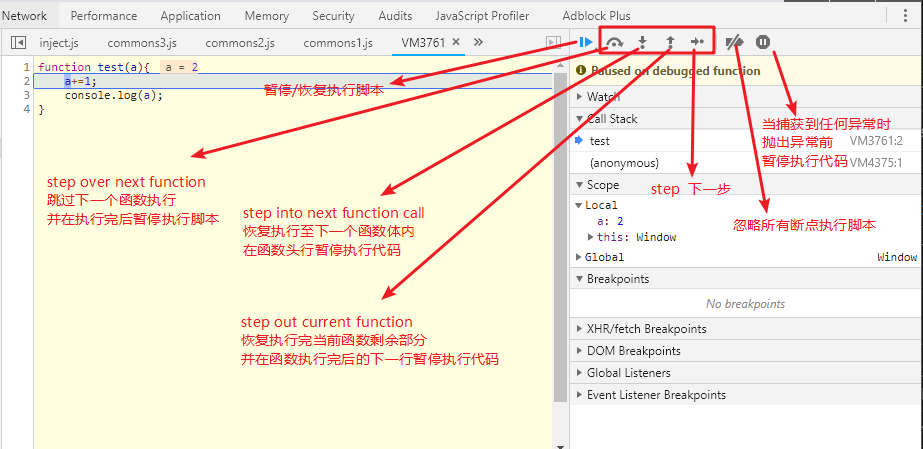 Network Performance Application Memory Security Audits JavaScript Profiler Adblock Plus
inject.js commons3.js commons2.js commons1.js VM3761
1 function test(a){ a = 2
2 a+=1;
3 console.log(a);
4 }
暂停/恢复执行脚本
step over next function
跳过下一个函数执行
并在执行完后暂停执行脚本
step into next function call
恢复执行至下一个函数体内
在函数头行暂停执行代码
step out current function
恢复执行完当前函数剩余部分
并在函数执行完后的下一行暂停执行代码
Paused on debugged function
Watch
Call Stack
test VM3761:2
(anonymous) VM4375:1
当捕获到任何异常时
抛出异常前
暂停执行代码
step 下一步
忽略所有断点执行脚本
Scope
Local
a: 2
this: Window
Global Window
Breakpoints
No breakpoints
XHR/fetch Breakpoints
DOM Breakpoints
Global Listeners
Event Listener Breakpoints